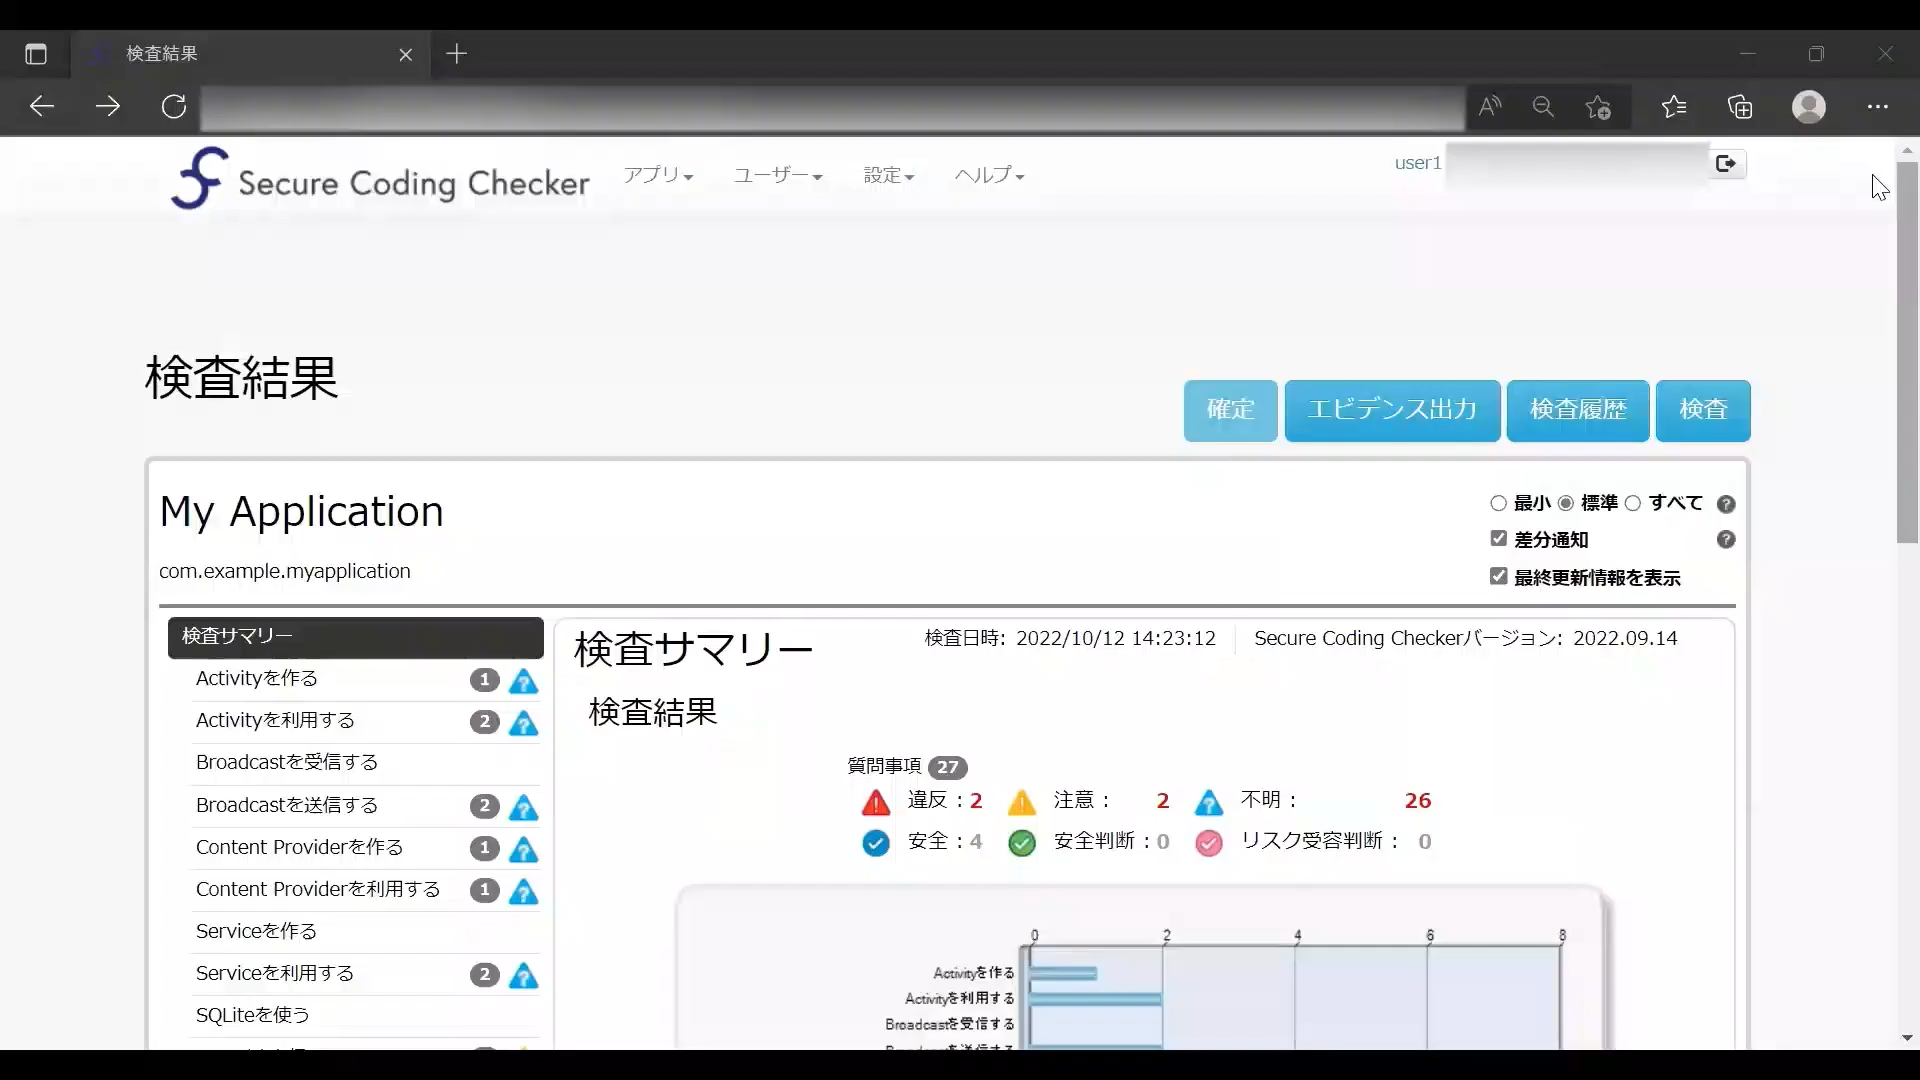 検査結果
Secure Coding Checker アプリ ユーザー 設定 ヘルプ user1
検査結果
確定 エビデンス出力 検査履歴 検査
My Application
最小 標準 すべて
差分通知
com.example.myapplication
最終更新情報を表示
検査サマリー
Activityを作る 1
Activityを利用する 2
Broadcastを受信する
Broadcastを送信する 2
Content Providerを作る 1
Content Providerを利用する 1
Serviceを作る
Serviceを利用する 2
SQLiteを使う
検査サマリー 検査日時: 2022/10/12 14:23:12 Secure Coding Checkerバージョン: 2022.09.14
検査結果
質問事項 27
違反 : 2 注意 : 2 不明 : 26
安全 : 4 安全判断 : 0 リスク受容判断 : 0
0 2 4 6 8
Activityを作る
Activityを利用する
Broadcastを受信する